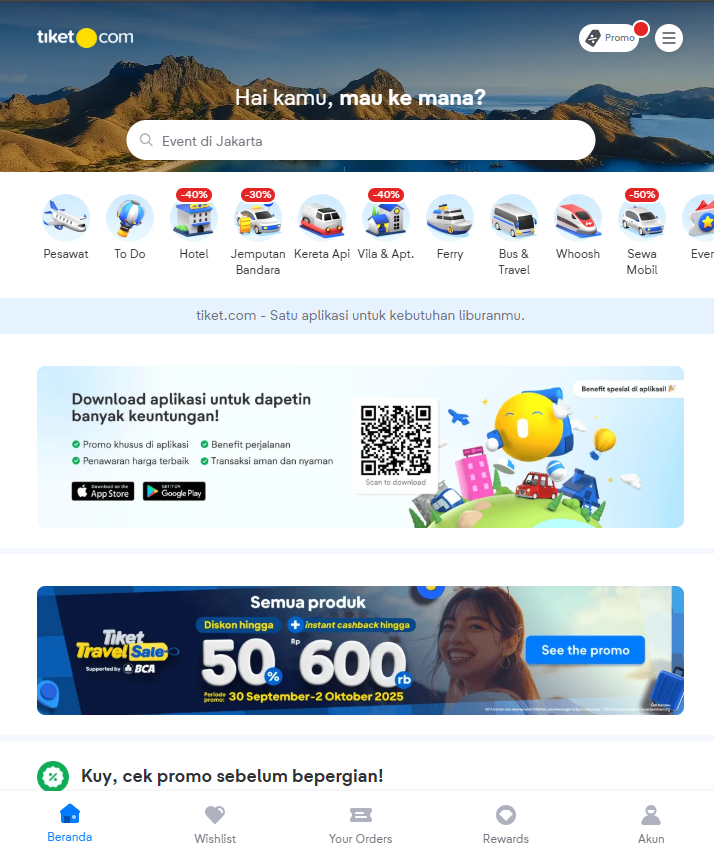 tiket.com
Promo
Hai kamu, mau ke mana?
Event di Jakarta
-40%
-30%
-40%
-50%
Pesawat
To Do
Hotel
Jemputan
Bandara
Kereta Api
Vila & Apt.
Ferry
Bus &
Travel
Whoosh
Sewa
Mobil
Even
tiket.com - Satu aplikasi untuk kebutuhan liburanmu.
Benefit spesial di aplikasi!
Download aplikasi untuk dapetin
banyak keuntungan!
Promo khusus di aplikasi
Benefit perjalanan
Penawaran harga terbaik
Transaksi aman dan nyaman
Download on the
App Store
GET IT ON
Google Play
Scan to download
Semua produk
Diskon hingga
+ instant cashback hingga
Tiket
Travel Sale
Supported by BCA
50%
Rp 600 rb
Periode
promo: 30 September-2 Oktober 2025
See the promo
Kuy, cek promo sebelum bepergian!
Beranda
Wishlist
Your Orders
Rewards
Akun